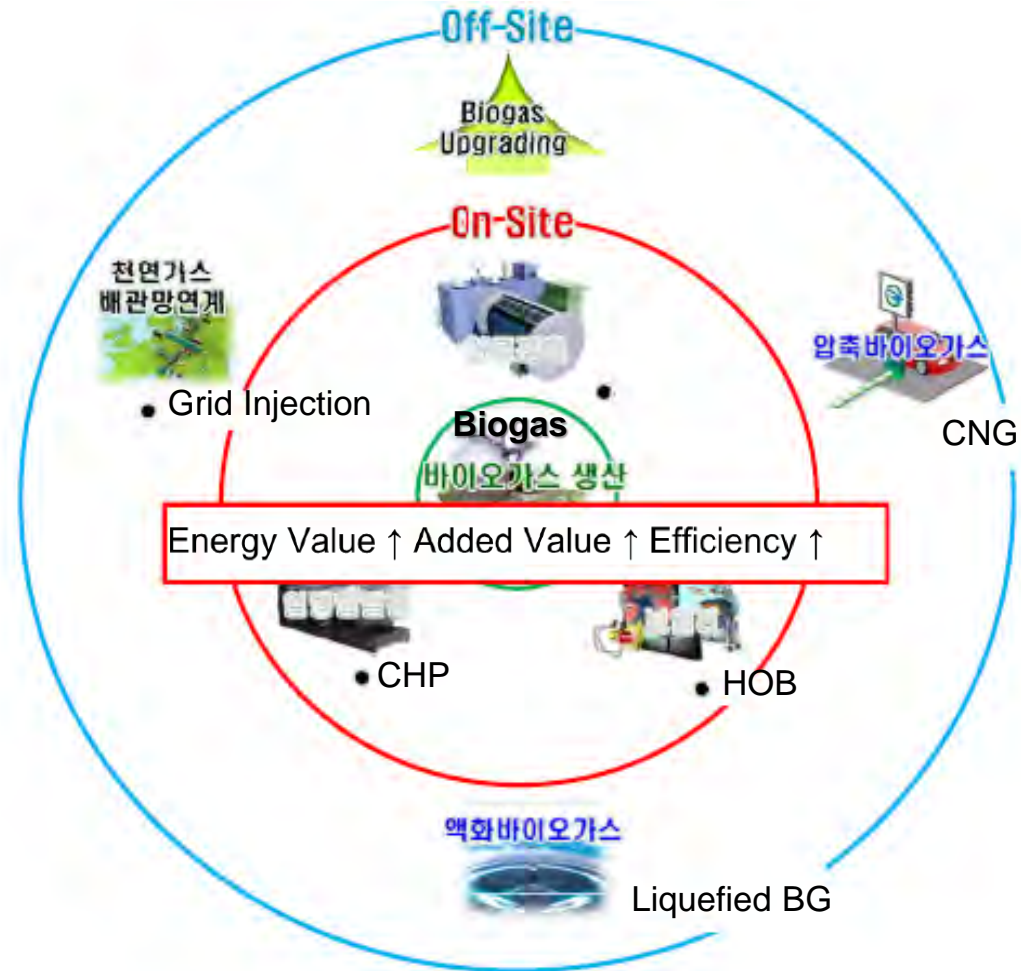 Off-Site
Biogas
Upgrading
On-Site
천연가스
배관망연계
압축바이오가스
• Grid Injection
•
CNG
Biogas
바이오가스 생산
Energy Value ↑ Added Value ↑ Efficiency ↑
• CHP
• HOB
액화바이오가스
Liquefied BG